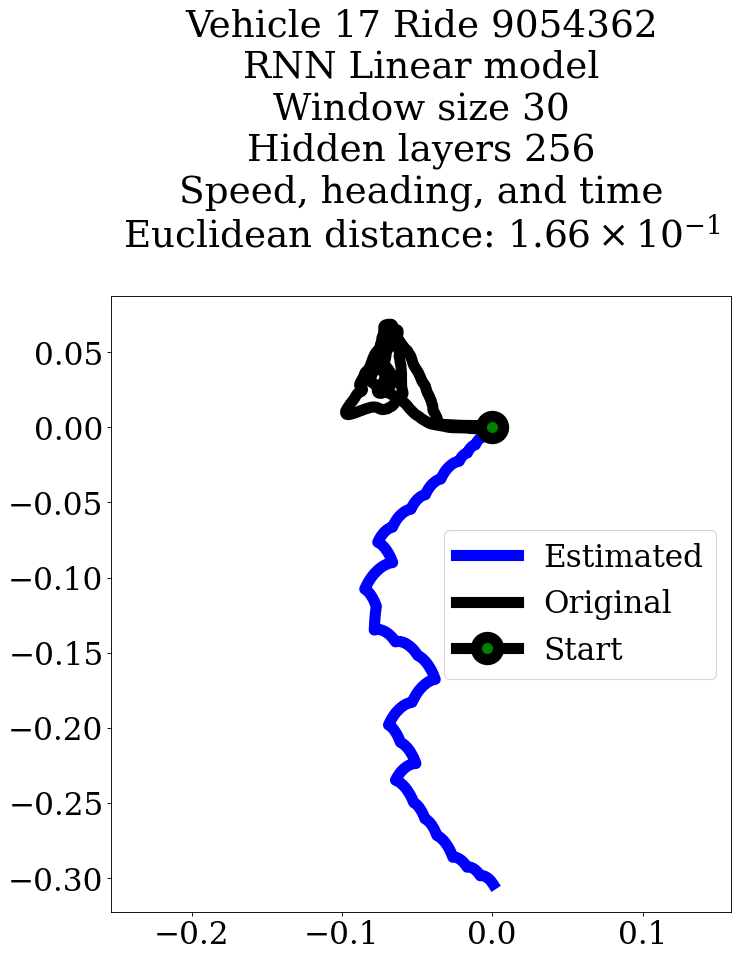 Vehicle 17 Ride 9054362
RNN Linear model
Window size 30
Hidden layers 256
Speed, heading, and time
Euclidean distance: 1.66 × 10⁻¹
0.05
0.00
−0.05
−0.10
−0.15
−0.20
−0.25
−0.30
Estimated
Original
Start
−0.2
−0.1
0.0
0.1